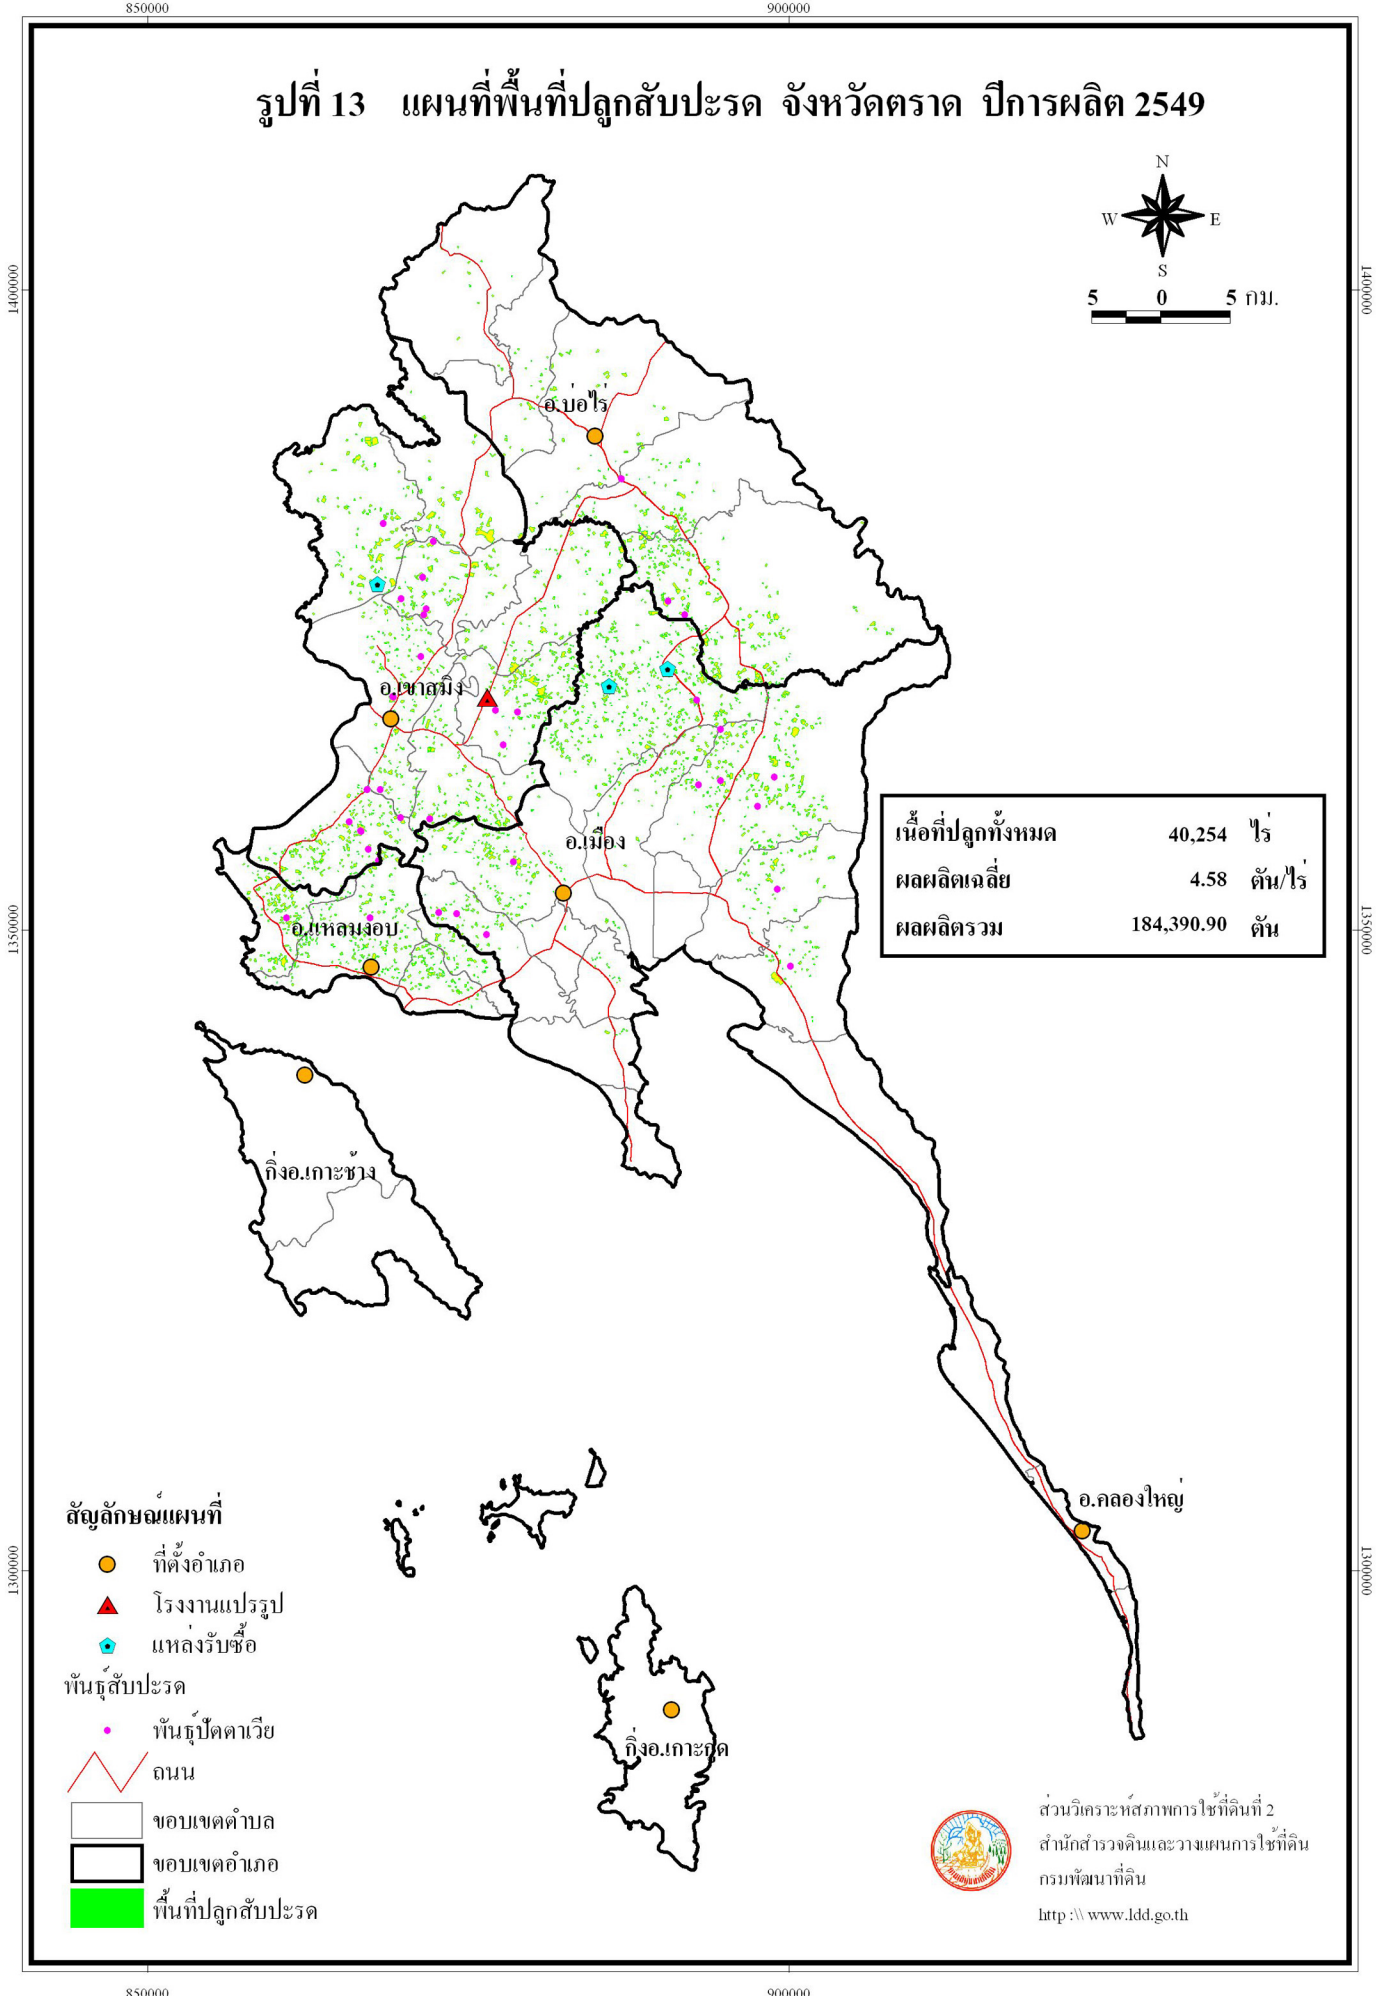 850000 900000
รูปที่ 13 แผนที่พื้นที่ปลูกสับปะรด จังหวัดตราด ปีการผลิต 2549
N
W E
S
1400000 1400000
5 0 5 กม.
อ.บ่อไร่
อ.เขาสมิง
อ.เมือง
เนื้อที่ปลูกทั้งหมด 40,254 ไร่
ผลผลิตเฉลี่ย 4.58 ตัน/ไร่
ผลผลิตรวม 184,390.90 ตัน
อ.แหลมงอบ
1350000 1350000
กิ่งอ.เกาะช้าง
อ.คลองใหญ่
สัญลักษณ์แผนที่
ที่ตั้งอำเภอ
1300000 1300000
โรงงานแปรรูป
แหล่งรับซื้อ
พันธุ์สับปะรด
พันธุ์ปัตตาเวีย
กิ่งอ.เกาะกูด
ถนน
ขอบเขตตำบล
ขอบเขตอำเภอ
พื้นที่ปลูกสับปะรด
ส่วนวิเคราะห์สภาพการใช้ที่ดินที่ 2
สำนักสำรวจดินและวางแผนการใช้ที่ดิน
กรมพัฒนาที่ดิน
http :\\ www.ldd.go.th
850000 900000